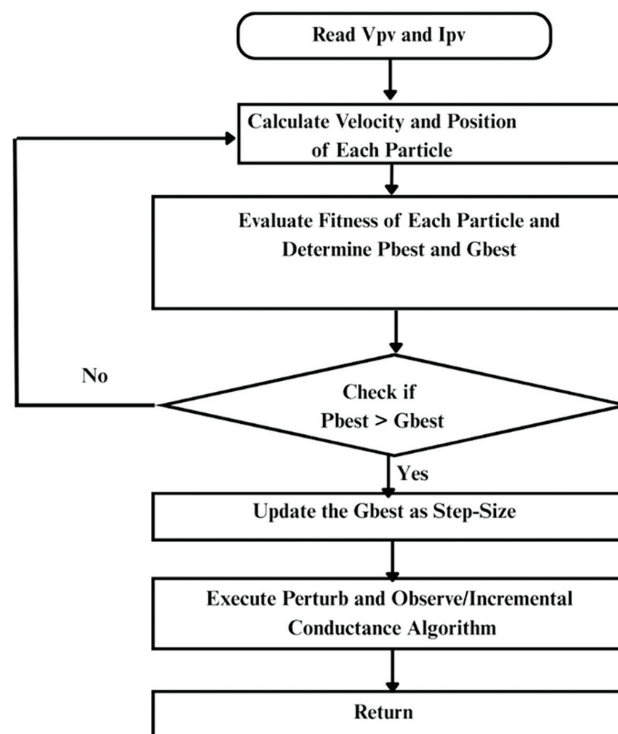 Read Vpv and Ipv
Calculate Velocity and Position
of Each Particle
Evaluate Fitness of Each Particle and
Determine Pbest and Gbest
No
Check if
Pbest > Gbest
Yes
Update the Gbest as Step-Size
Execute Perturb and Observe/Incremental
Conductance Algorithm
Return